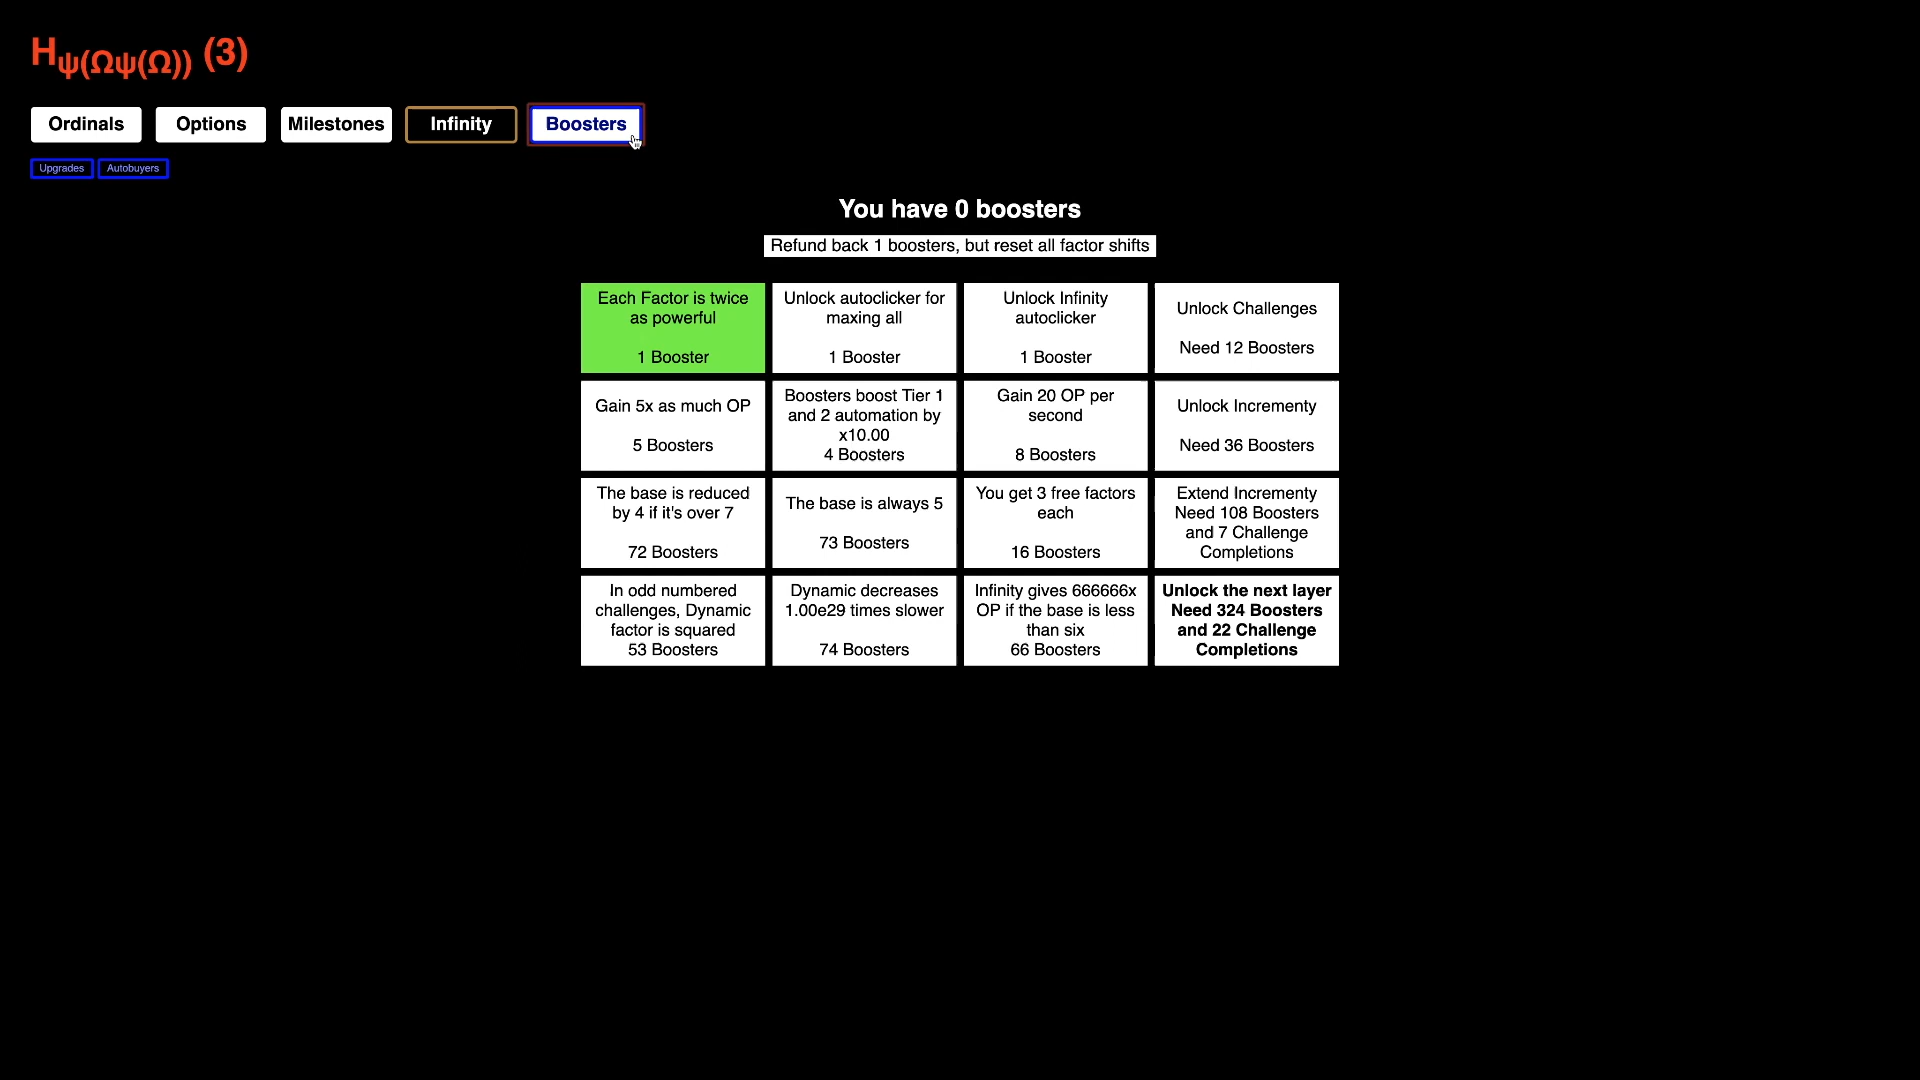 Hψ(Ωψ(Ω)) (3)
Ordinals Options Milestones Infinity Boosters
Upgrades Autobuyers
You have 0 boosters
Refund back 1 boosters, but reset all factor shifts
Each Factor is twice
as powerful
1 Booster
Unlock autoclicker for
maxing all
1 Booster
Unlock Infinity
autoclicker
1 Booster
Unlock Challenges
Need 12 Boosters
Gain 5x as much OP
5 Boosters
Boosters boost Tier 1
and 2 automation by
x10.00
4 Boosters
Gain 20 OP per
second
8 Boosters
Unlock Incrementy
Need 36 Boosters
The base is reduced
by 4 if it's over 7
72 Boosters
The base is always 5
73 Boosters
You get 3 free factors
each
16 Boosters
Extend Incrementy
Need 108 Boosters
and 7 Challenge
Completions
In odd numbered
challenges, Dynamic
factor is squared
53 Boosters
Dynamic decreases
1.00e29 times slower
74 Boosters
Infinity gives 666666x
OP if the base is less
than six
66 Boosters
Unlock the next layer
Need 324 Boosters
and 22 Challenge
Completions